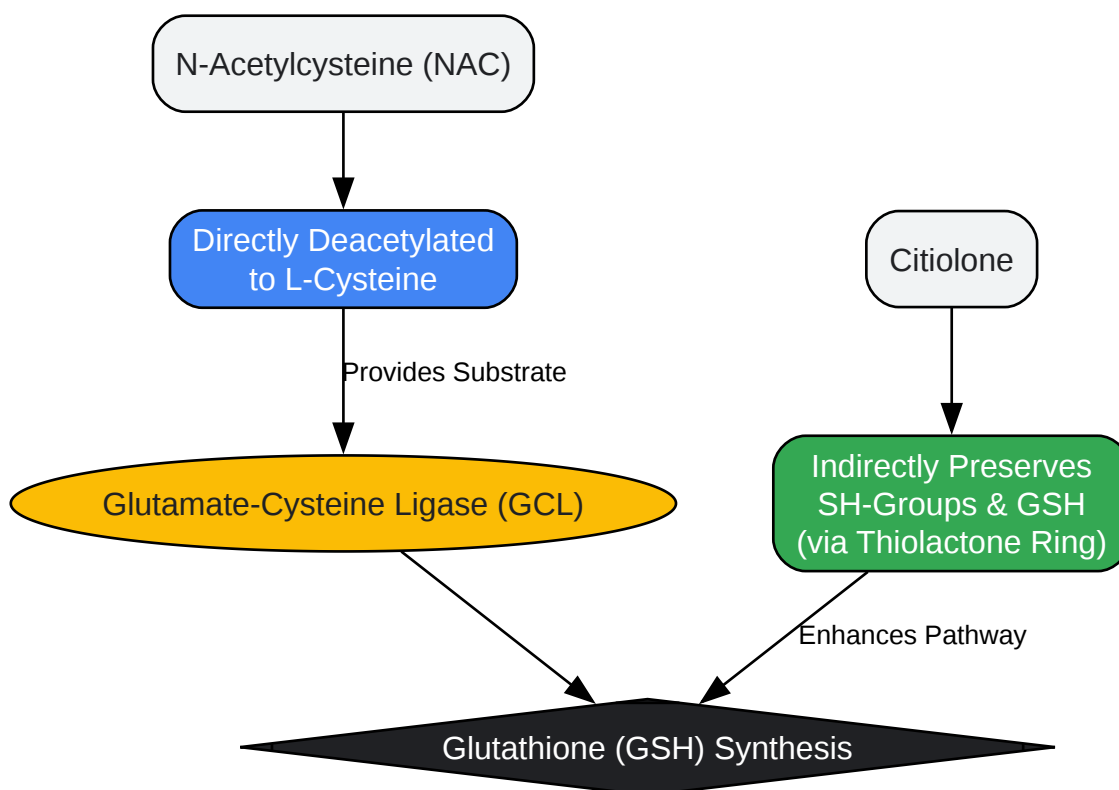 N-Acetylcysteine (NAC)
Directly Deacetylated
to L-Cysteine
Citiolone
Provides Substrate
Glutamate-Cysteine Ligase (GCL)
Indirectly Preserves
SH-Groups & GSH
(via Thiolactone Ring)
Enhances Pathway
Glutathione (GSH) Synthesis